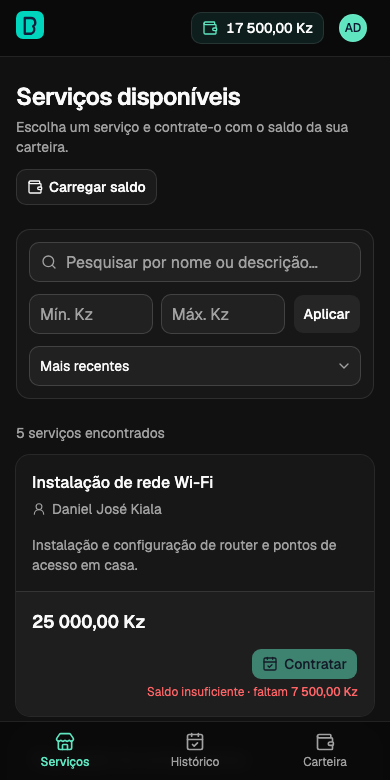 17 500,00 Kz
AD
Serviços disponíveis
Escolha um serviço e contrate-o com o saldo da sua
carteira.
Carregar saldo
Pesquisar por nome ou descrição...
Mín. Kz
Máx. Kz
Aplicar
Mais recentes
5 serviços encontrados
Instalação de rede Wi-Fi
Daniel José Kiala
Instalação e configuração de router e pontos de
acesso em casa.
25 000,00 Kz
Contratar
Saldo insuficiente · faltam 7 500,00 Kz
Serviços
Histórico
Carteira